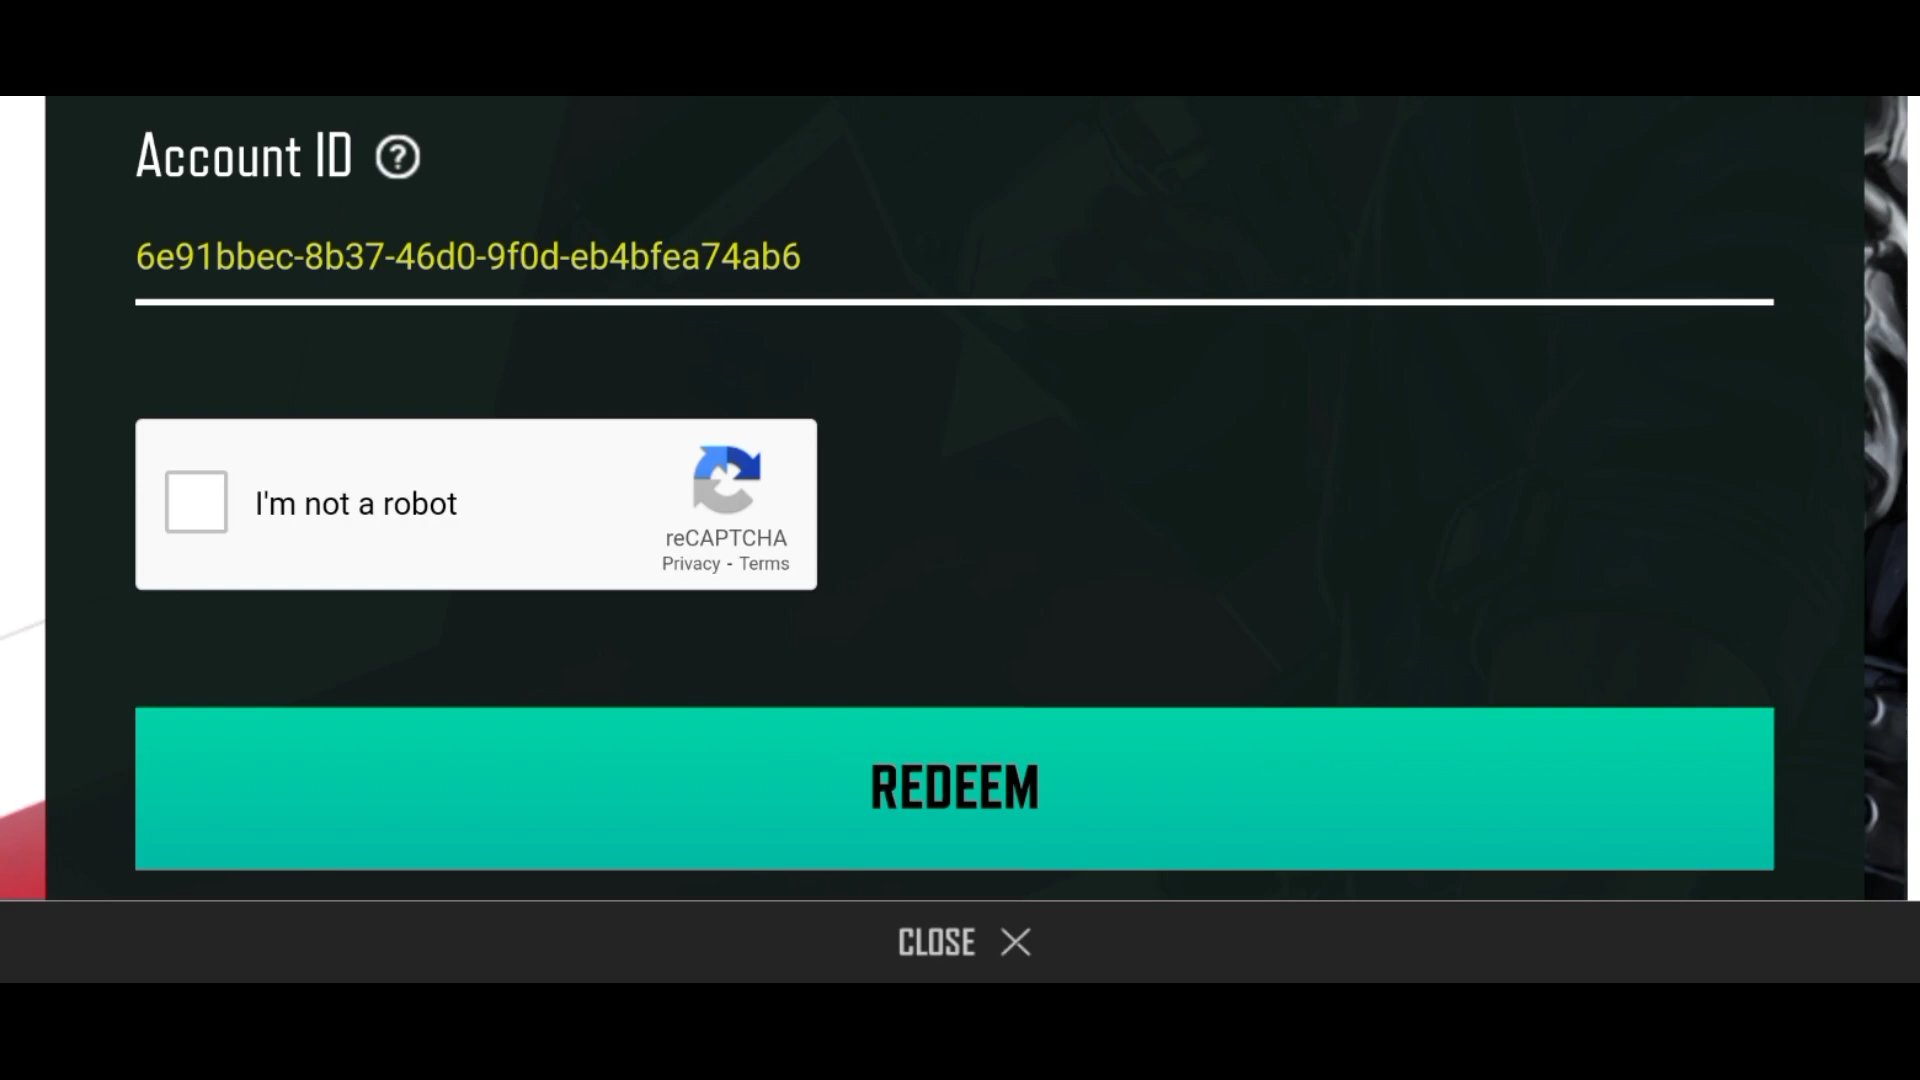 Account ID ?
6e91bbec-8b37-46d0-9f0d-eb4bfea74ab6
I'm not a robot
reCAPTCHA
Privacy - Terms
REDEEM
CLOSE